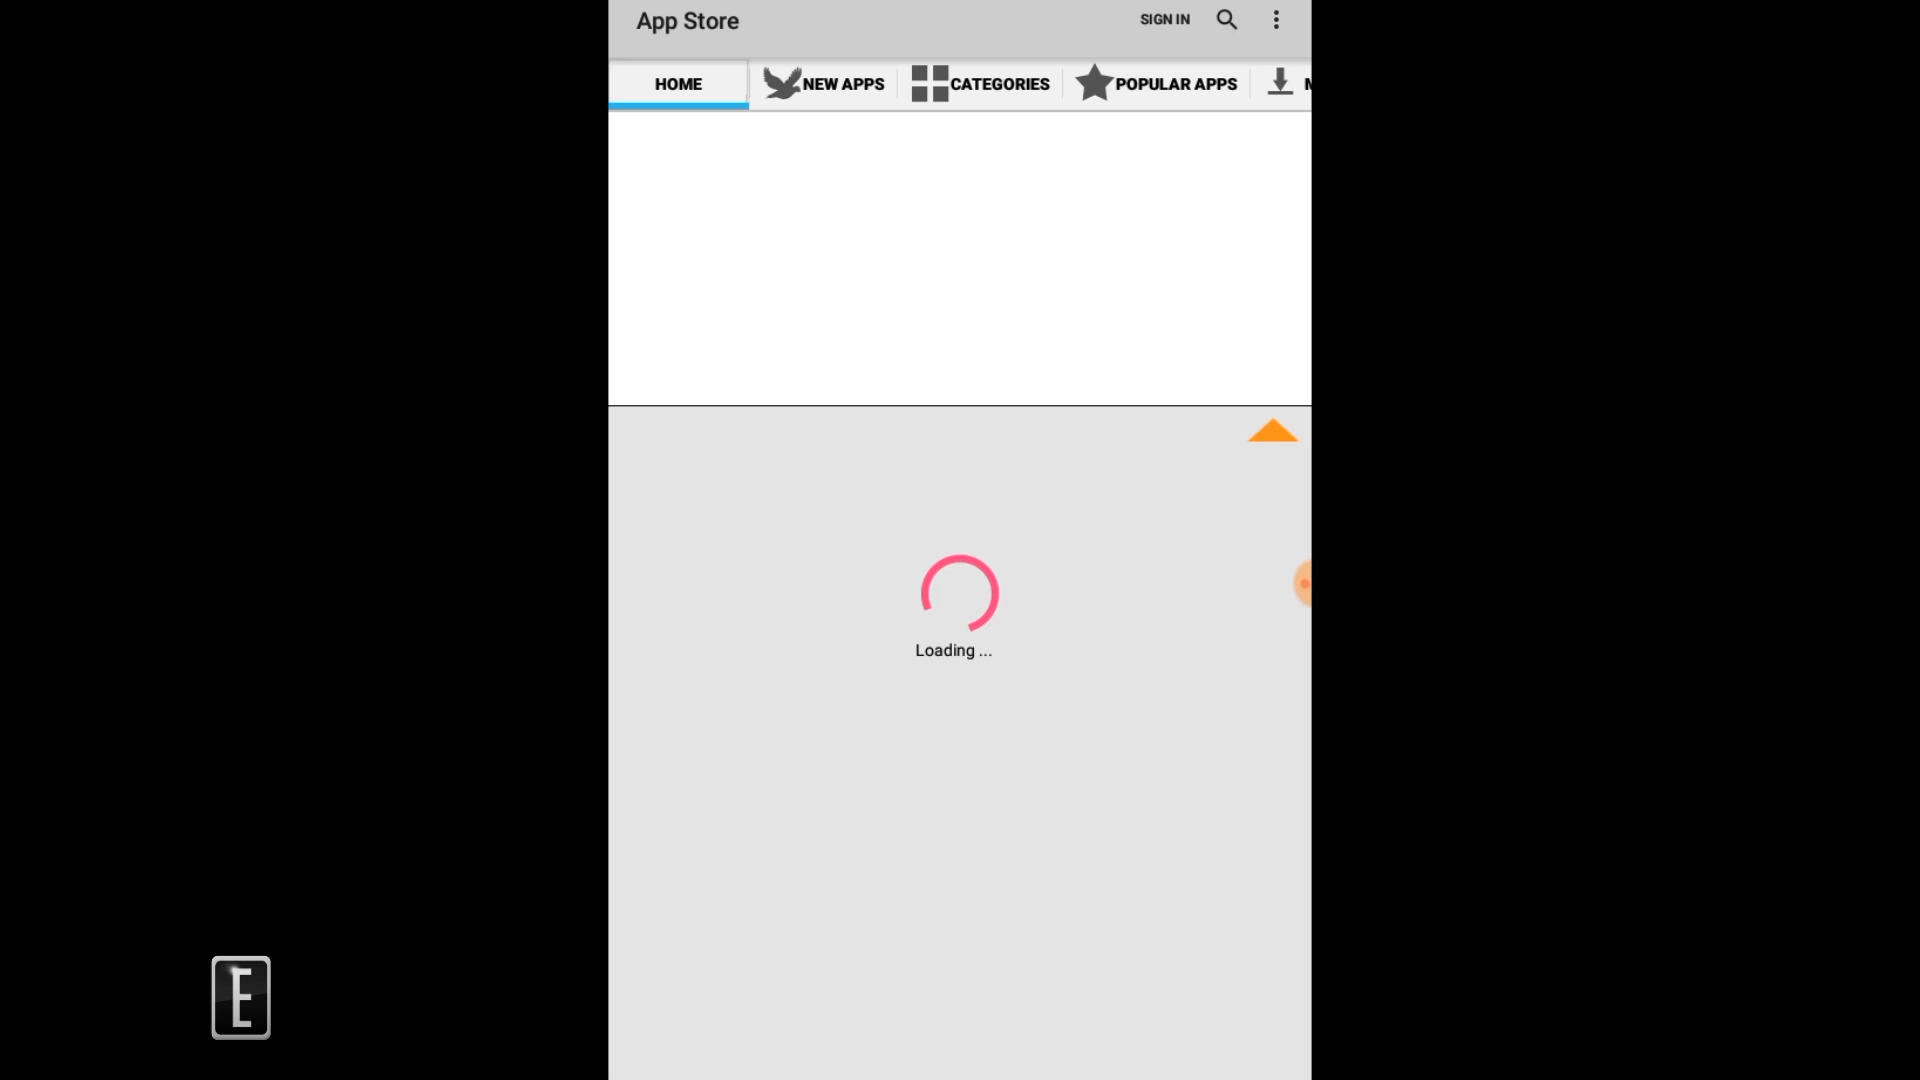 App Store
SIGN IN
HOME
NEW APPS
CATEGORIES
POPULAR APPS
Loading ...
E